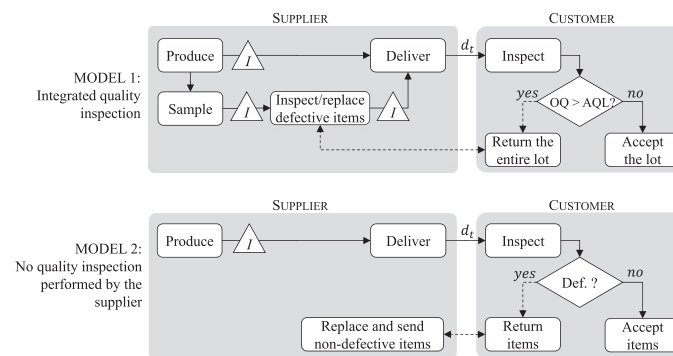 SUPPLIER
CUSTOMER
MODEL 1:
Integrated quality
inspection
Produce
I
Deliver
d_t
Inspect
Sample
I
Inspect/replace
defective items
I
yes
OQ > AQL?
no
Return the
entire lot
Accept
the lot
SUPPLIER
CUSTOMER
MODEL 2:
No quality inspection
performed by the
supplier
Produce
I
Deliver
d_t
Inspect
yes
Def. ?
no
Replace and send
non-defective items
Return
items
Accept
items